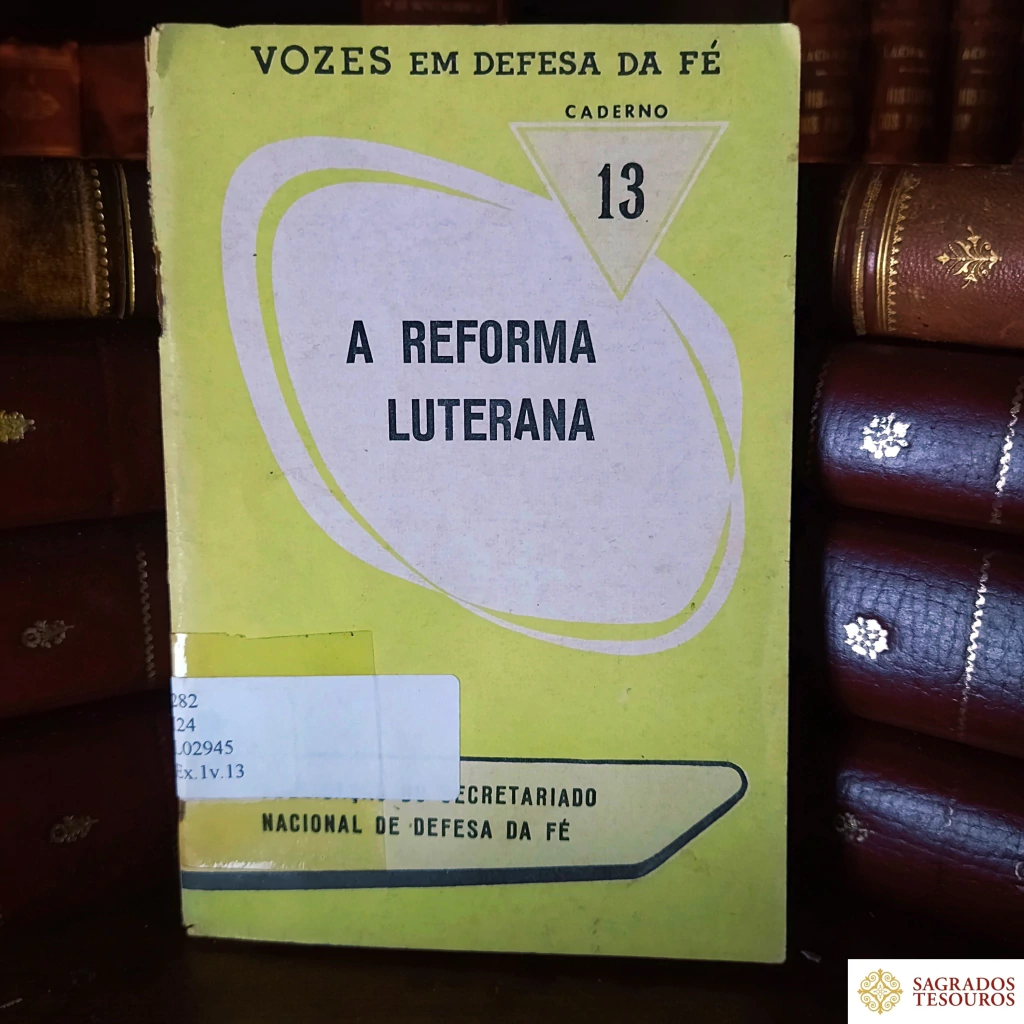 VOZES EM DEFESA DA FÉ
CADERNO
13
A REFORMA
LUTERANA
282
24
L02945
Ex.1v.13
SECRETARIADO
NACIONAL DE DEFESA DA FÉ
SAGRADOS
TESOUROS